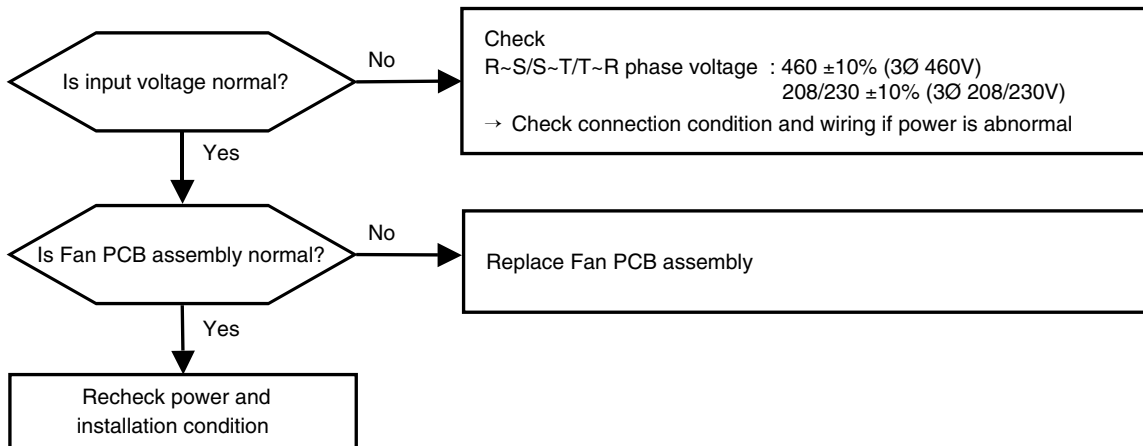 Is input voltage normal?
No
Check
R~S/S~T/T~R phase voltage : 460 ±10% (3Ø 460V)
208/230 ±10% (3Ø 208/230V)
→ Check connection condition and wiring if power is abnormal
Yes
Is Fan PCB assembly normal?
No
Replace Fan PCB assembly
Yes
Recheck power and
installation condition